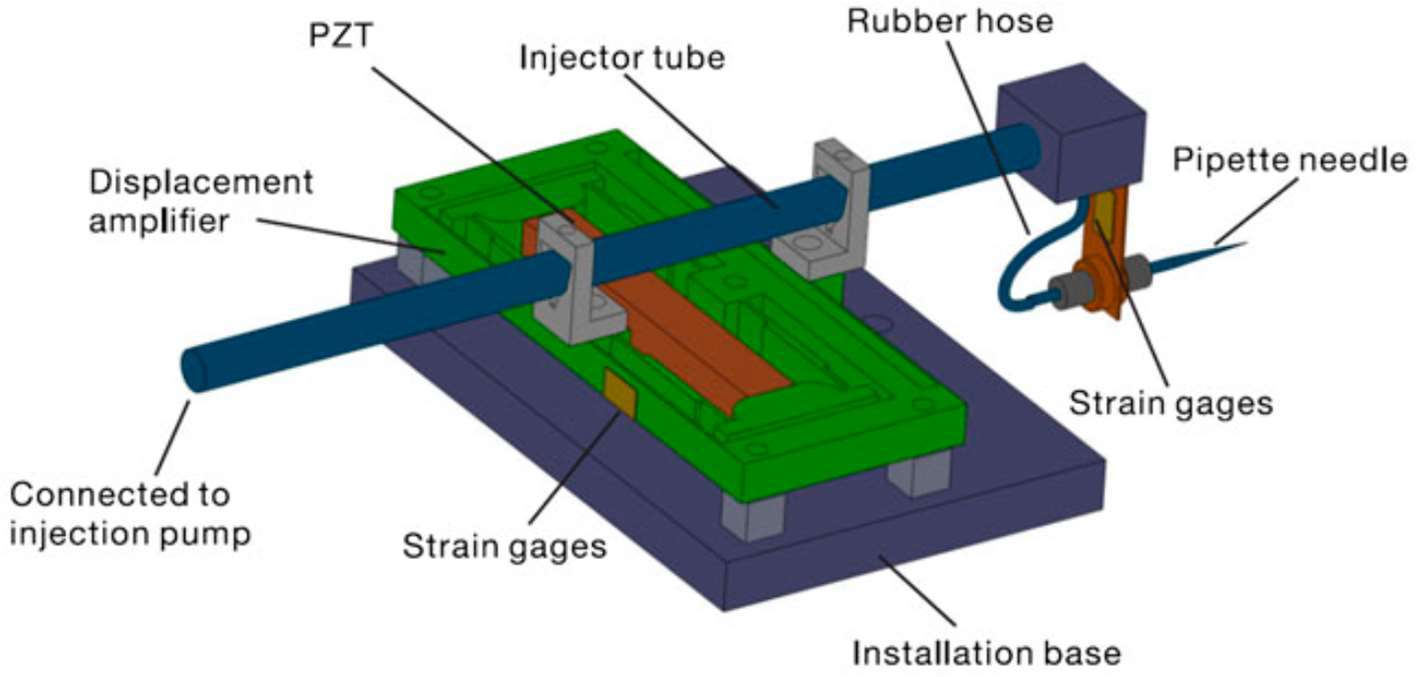 Rubber hose
PZT
Injector tube
Pipette needle
Displacement
amplifier
Strain gages
Connected to
injection pump
Strain gages
Installation base